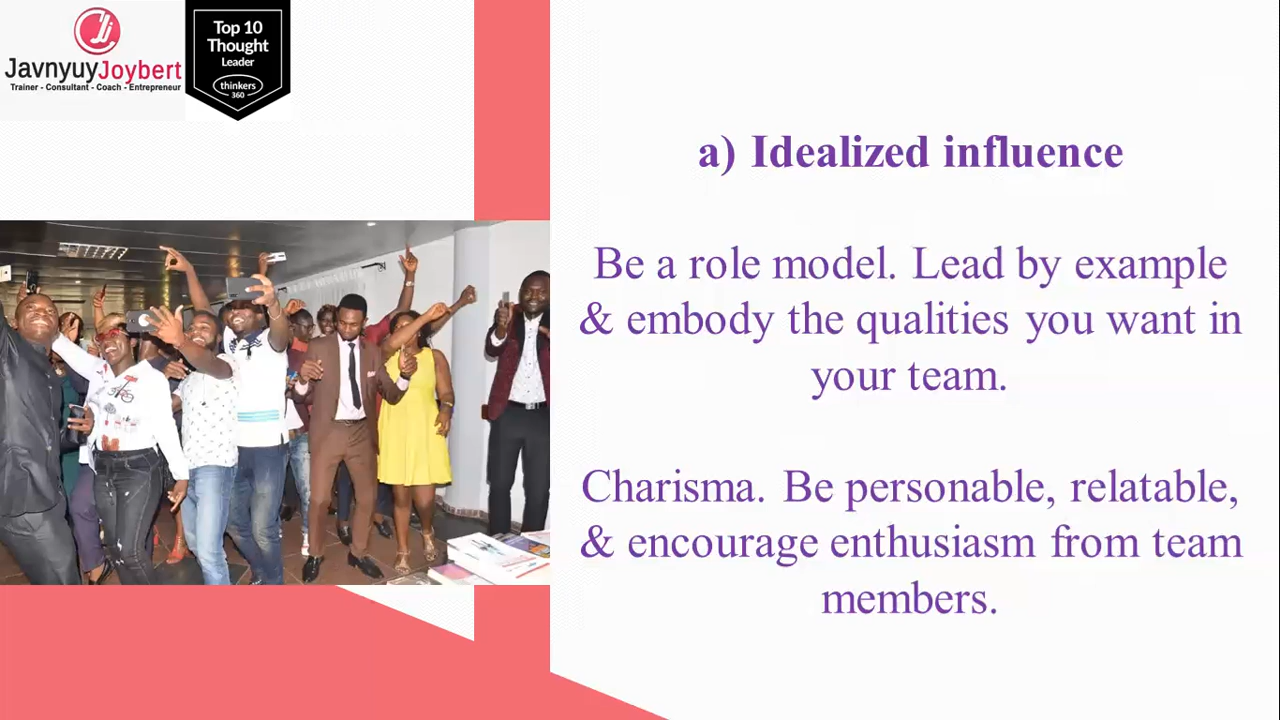 JavnyuyJoybert
Trainer - Consultant - Coach - Entrepreneur
Top 10
Thought
Leader
thinkers
360
a) Idealized influence
Be a role model. Lead by example
& embody the qualities you want in
your team.
Charisma. Be personable, relatable,
& encourage enthusiasm from team
members.